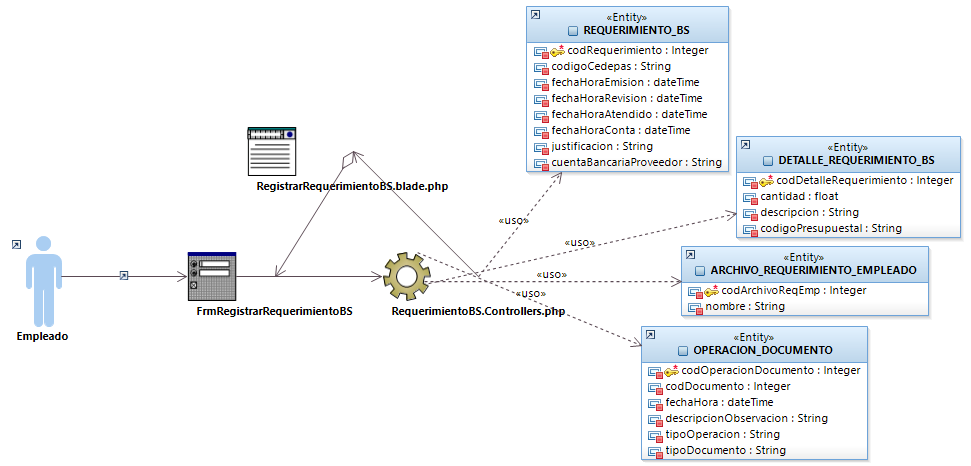 «Entity»
REQUERIMIENTO_BS
codRequerimiento : Integer
codigoCedepas : String
fechaHoraEmision : dateTime
fechaHoraRevision : dateTime
fechaHoraAtendido : dateTime
fechaHoraConta : dateTime
justificacion : String
cuentaBancariaProveedor : String
RegistrarRequerimientoBS.blade.php
«Entity»
DETALLE_REQUERIMIENTO_BS
codDetalleRequerimiento : Integer
cantidad : float
descripcion : String
codigoPresupuestal : String
«uso»
«uso»
«uso»
«uso»
«Entity»
ARCHIVO_REQUERIMIENTO_EMPLEADO
codArchivoReqEmp : Integer
nombre : String
Empleado
FrmRegistrarRequerimientoBS
RequerimientoBS.Controllers.php
«Entity»
OPERACION_DOCUMENTO
codOperacionDocumento : Integer
codDocumento : Integer
fechaHora : dateTime
descripcionObservacion : String
tipoOperacion : String
tipoDocumento : String